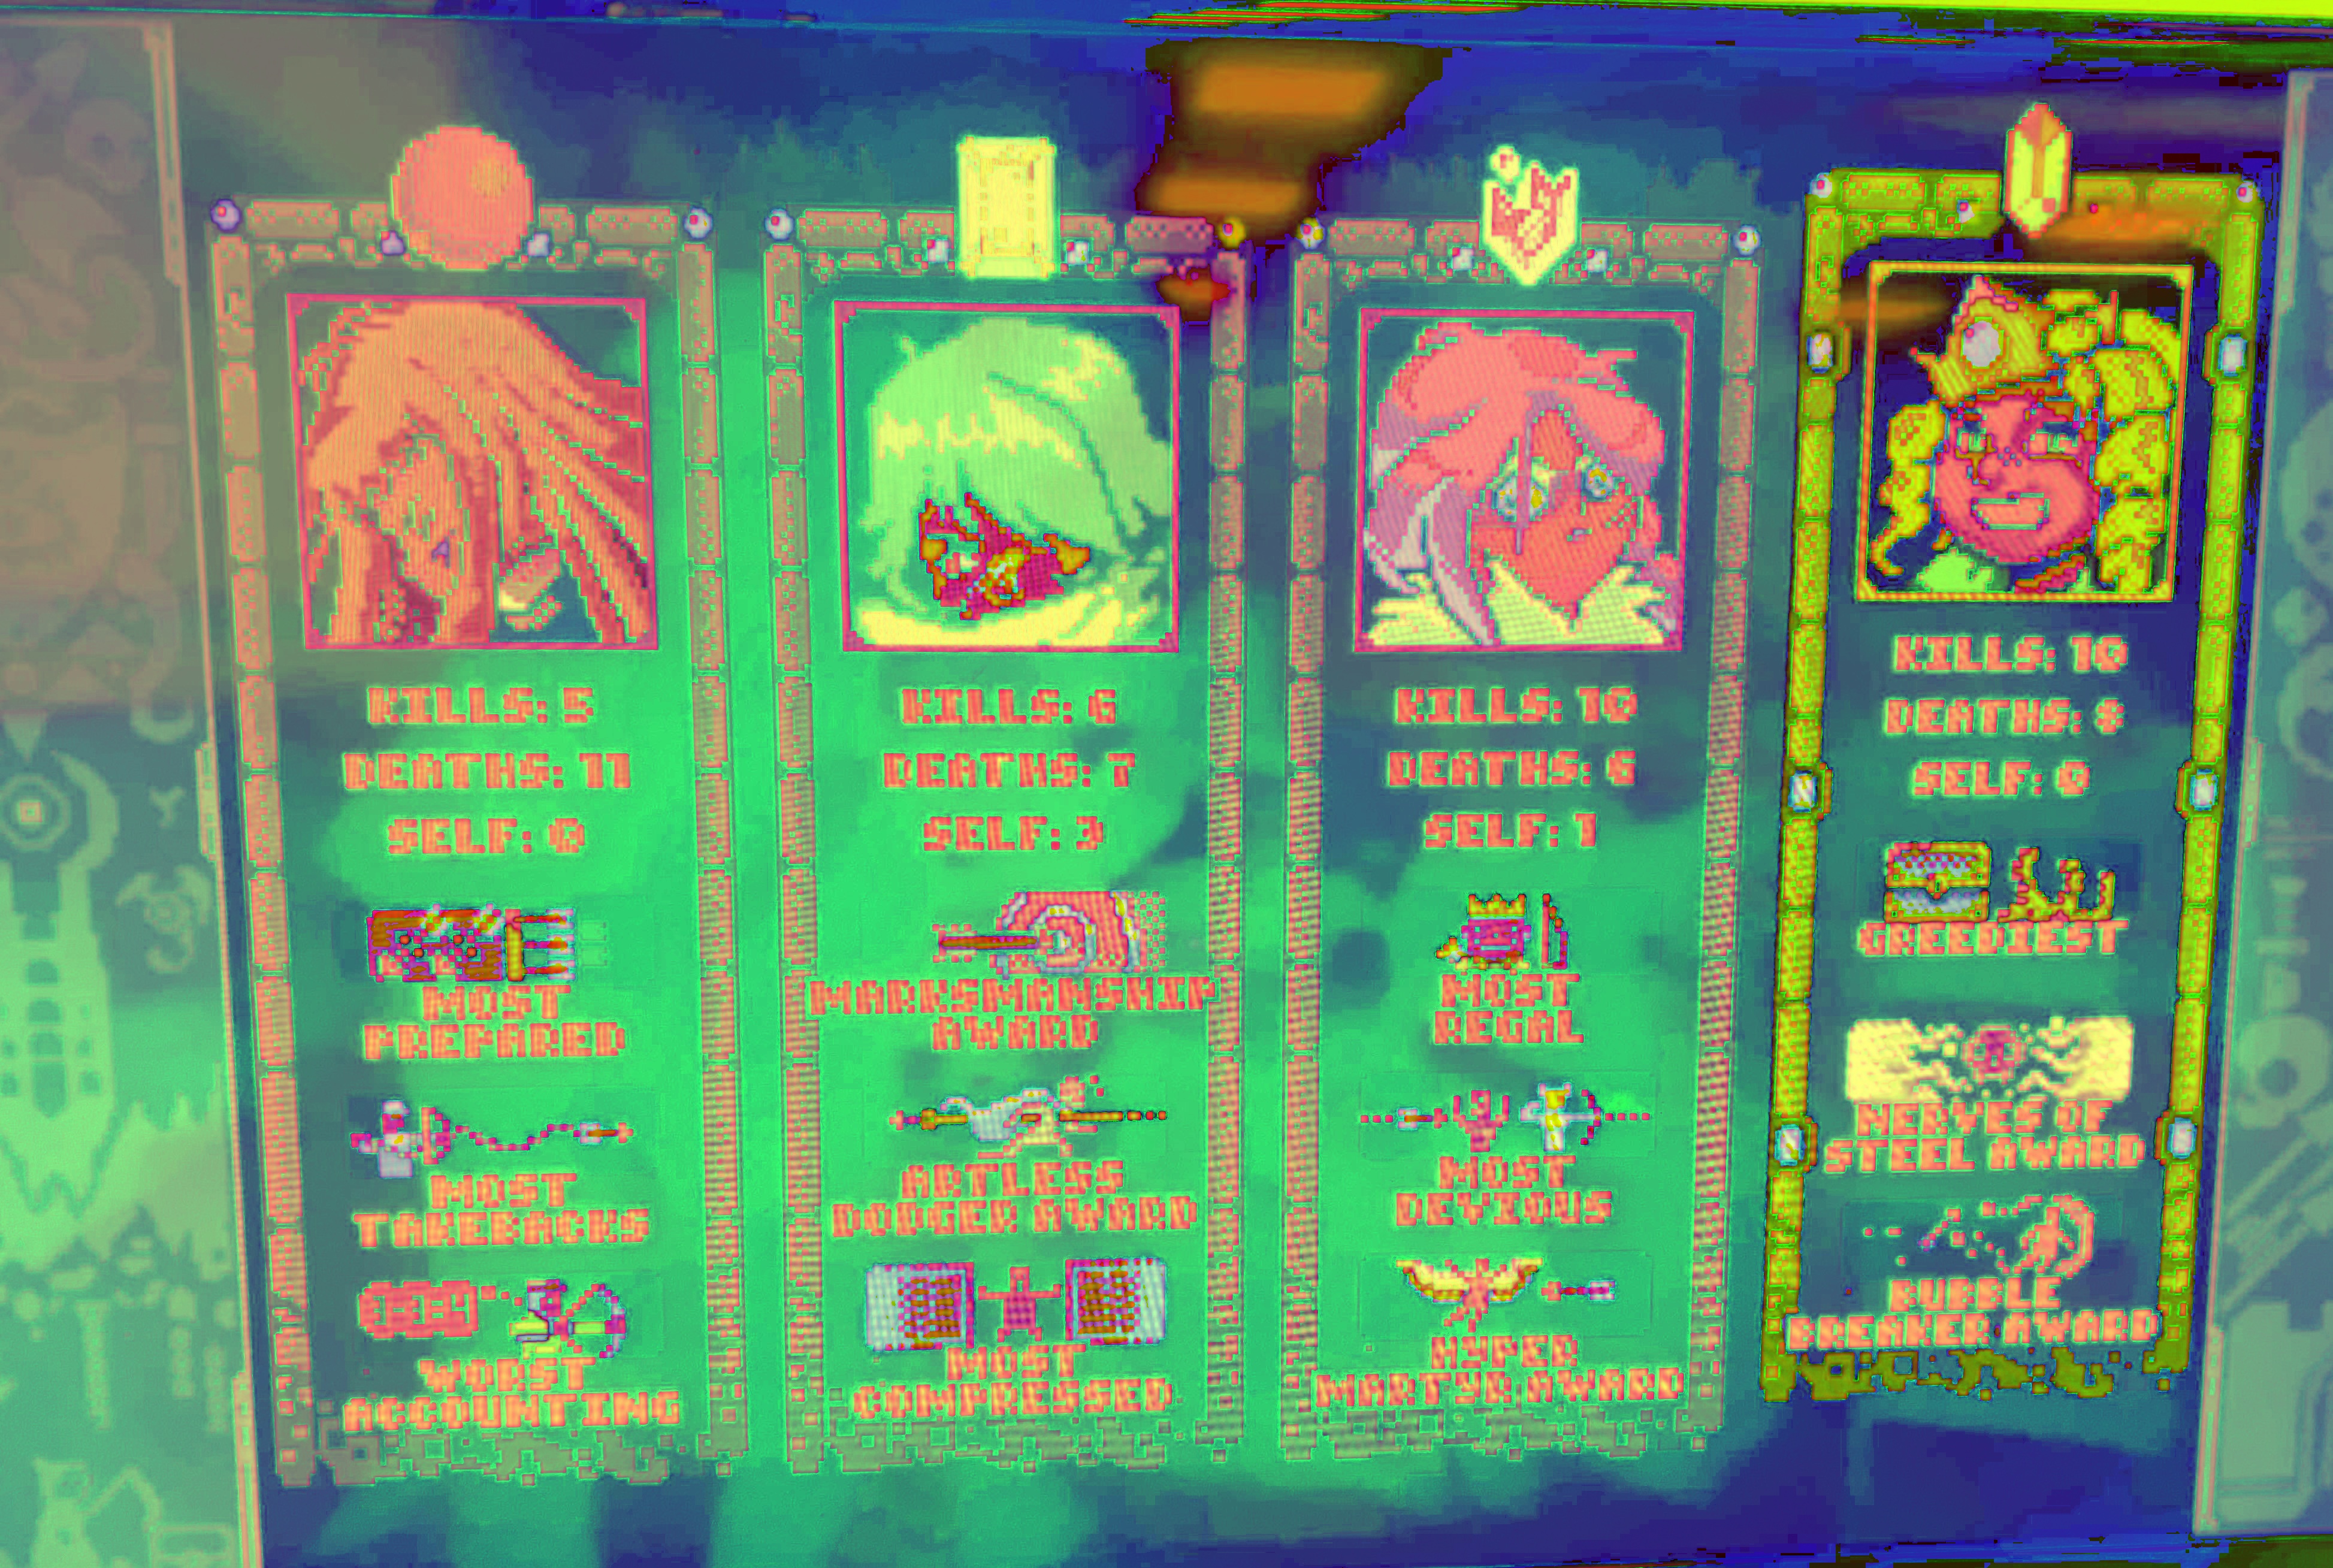 KILLS: 5
DEATHS: 11
SELF: 0
MOST
PREPARED
MOST
TAKEBACKS
WORST
ACCOUNTING
KILLS: 6
DEATHS: 7
SELF: 3
MARKSMANSHIP
AWARD
ARTLESS
DODGER AWARD
MOST
COMPRESSED
KILLS: 10
DEATHS: 6
SELF: 1
MOST
REGAL
MOST
DEVIOUS
HYPER
MARTYR AWARD
KILLS: 10
DEATHS: 8
SELF: 0
GREEDIEST
NERVES OF
STEEL AWARD
BUBBLE
BREAKER AWARD